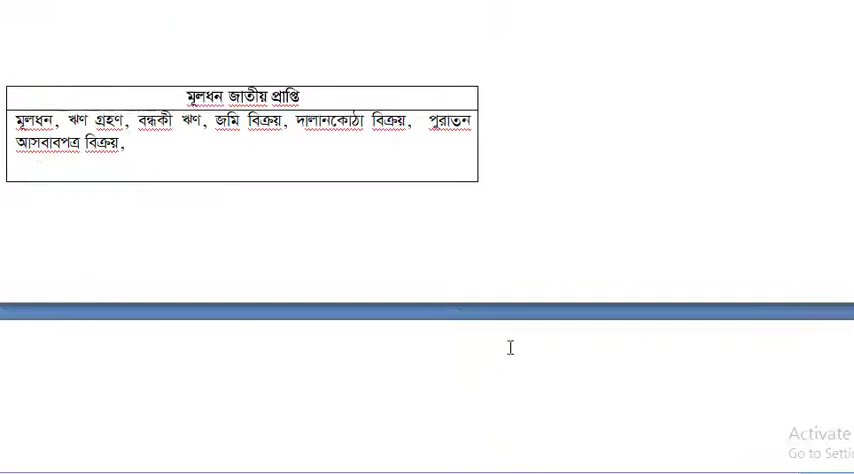 মূলধন জাতীয় প্রাপ্তি
মূলধন, ঋণ গ্রহণ, বন্ধকী ঋণ, জমি বিক্রয়, দালানকোঠা বিক্রয়, পুরাতন
আসবাবপত্র বিক্রয়,
Activate
Go to Setti